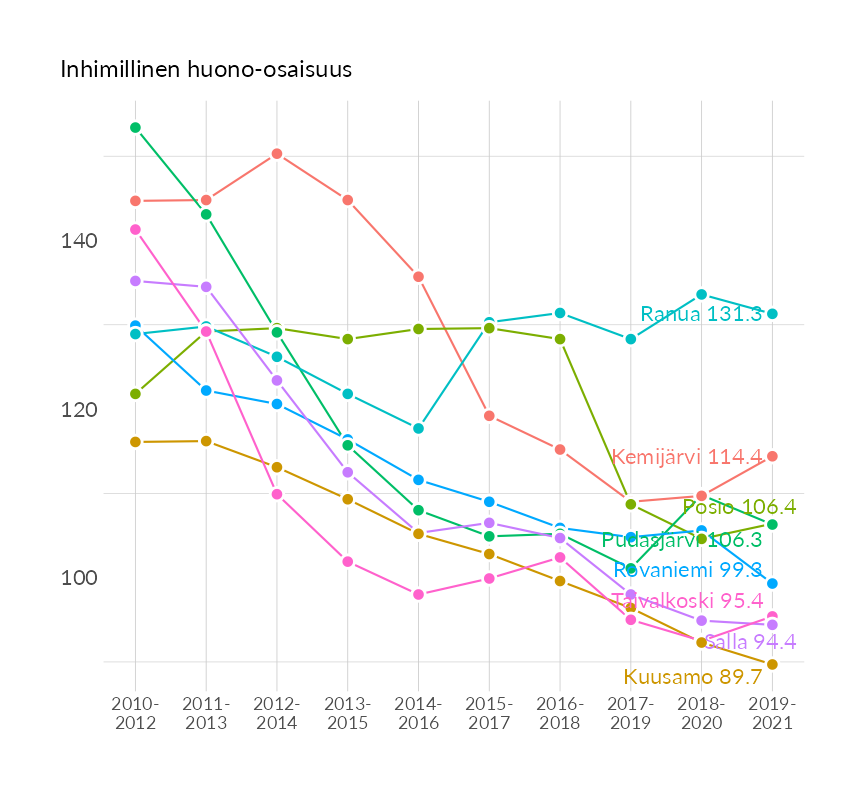 Inhimillinen huono-osaisuus
140
120
100
Ranua 131.3
Kemijärvi 114.4
Posio 106.4
Pudasjärvi 106.3
Rovaniemi 99.3
Taivalkoski 95.4
Salla 94.4
Kuusamo 89.7
2010- 2011- 2012- 2013- 2014- 2015- 2016- 2017- 2018- 2019-
2012 2013 2014 2015 2016 2017 2018 2019 2020 2021